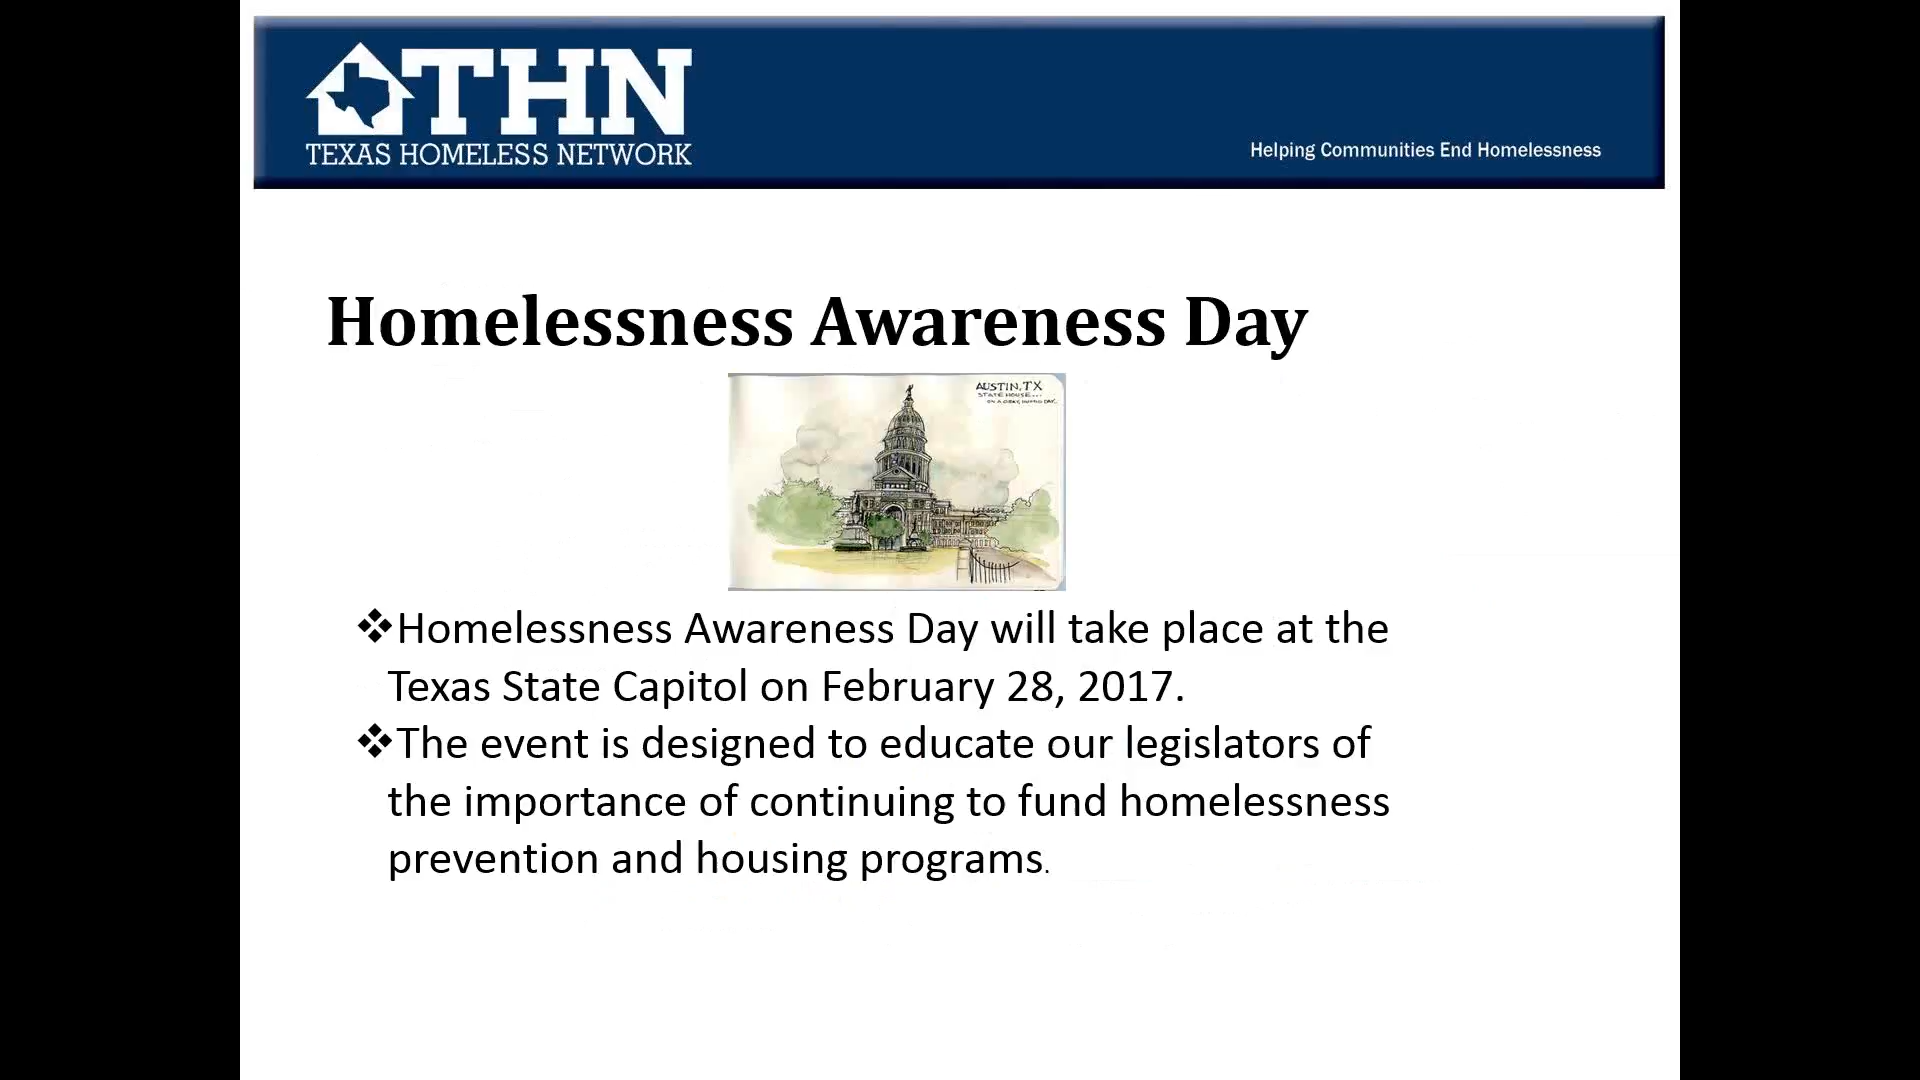 THN
TEXAS HOMELESS NETWORK
Helping Communities End Homelessness
Homelessness Awareness Day
AUSTIN, TX
STATE HOUSE...
❖Homelessness Awareness Day will take place at the
Texas State Capitol on February 28, 2017.
❖The event is designed to educate our legislators of
the importance of continuing to fund homelessness
prevention and housing programs.